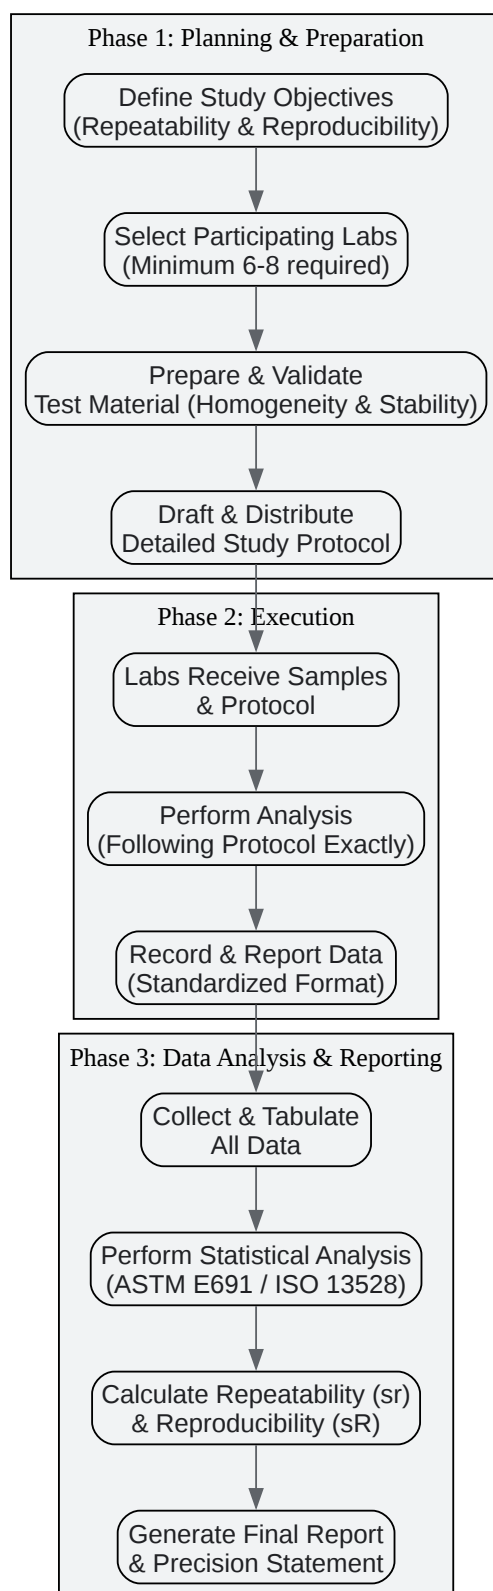 Phase 1: Planning & Preparation
Define Study Objectives
(Repeatability & Reproducibility)
Select Participating Labs
(Minimum 6-8 required)
Prepare & Validate
Test Material (Homogeneity & Stability)
Draft & Distribute
Detailed Study Protocol
Phase 2: Execution
Labs Receive Samples
& Protocol
Perform Analysis
(Following Protocol Exactly)
Record & Report Data
(Standardized Format)
Phase 3: Data Analysis & Reporting
Collect & Tabulate
All Data
Perform Statistical Analysis
(ASTM E691 / ISO 13528)
Calculate Repeatability (sr)
& Reproducibility (sR)
Generate Final Report
& Precision Statement